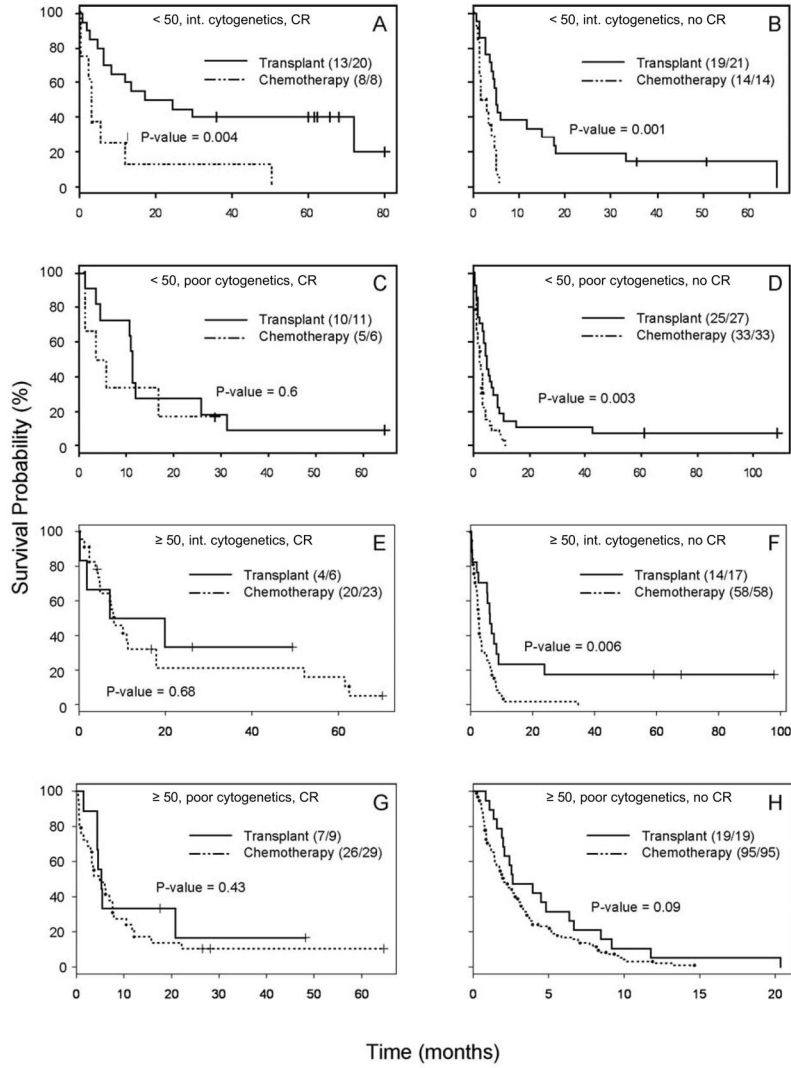 Survival Probability (%)
< 50, int. cytogenetics, CR
A
100
80
60
40
20
0
Transplant (13/20)
Chemotherapy (8/8)
P-value = 0.004
0 20 40 60 80
< 50, int. cytogenetics, no CR
B
100
80
60
40
20
0
Transplant (19/21)
Chemotherapy (14/14)
P-value = 0.001
0 10 20 30 40 50 60
< 50, poor cytogenetics, CR
C
100
80
60
40
20
0
Transplant (10/11)
Chemotherapy (5/6)
P-value = 0.6
0 10 20 30 40 50 60
< 50, poor cytogenetics, no CR
D
100
80
60
40
20
0
Transplant (25/27)
Chemotherapy (33/33)
P-value = 0.003
0 20 40 60 80 100
≥ 50, int. cytogenetics, CR
E
100
80
60
40
20
0
Transplant (4/6)
Chemotherapy (20/23)
P-value = 0.68
0 20 40 60
≥ 50, int. cytogenetics, no CR
F
100
80
60
40
20
0
Transplant (14/17)
Chemotherapy (58/58)
P-value = 0.006
0 20 40 60 80 100
≥ 50, poor cytogenetics, CR
G
100
80
60
40
20
0
Transplant (7/9)
Chemotherapy (26/29)
P-value = 0.43
0 10 20 30 40 50 60
≥ 50, poor cytogenetics, no CR
H
100
80
60
40
20
0
Transplant (19/19)
Chemotherapy (95/95)
P-value = 0.09
0 5 10 15 20
Time (months)